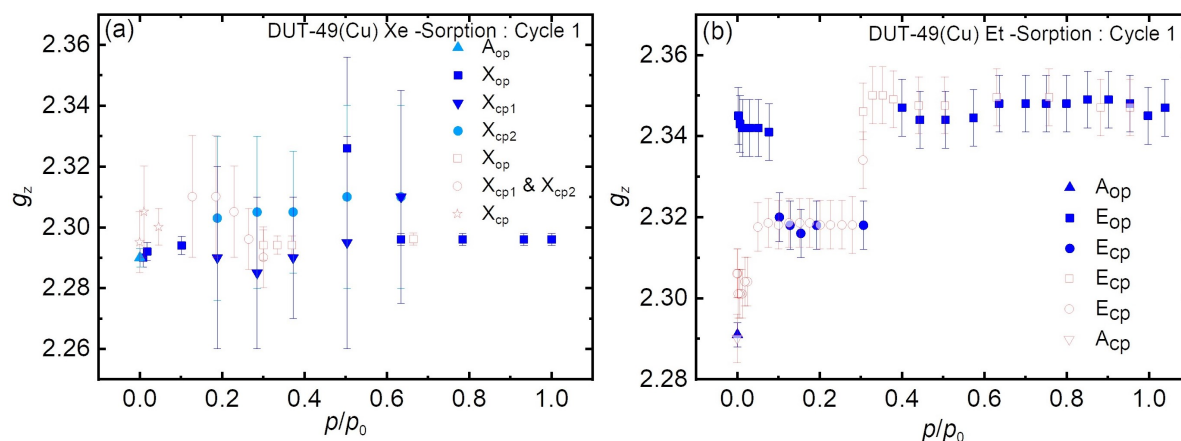 (a)
DUT-49(Cu) Xe -Sorption : Cycle 1
A_op
X_op
X_cp1
X_cp2
X_op
X_cp1 & X_cp2
X_cp
g_z
2.36
2.34
2.32
2.30
2.28
2.26
0.0
0.2
0.4
0.6
0.8
1.0
p/p_0
(b)
DUT-49(Cu) Et -Sorption : Cycle 1
A_op
E_op
E_cp
E_cp
E_cp
A_cp
g_z
2.36
2.34
2.32
2.30
2.28
0.0
0.2
0.4
0.6
0.8
1.0
p/p_0